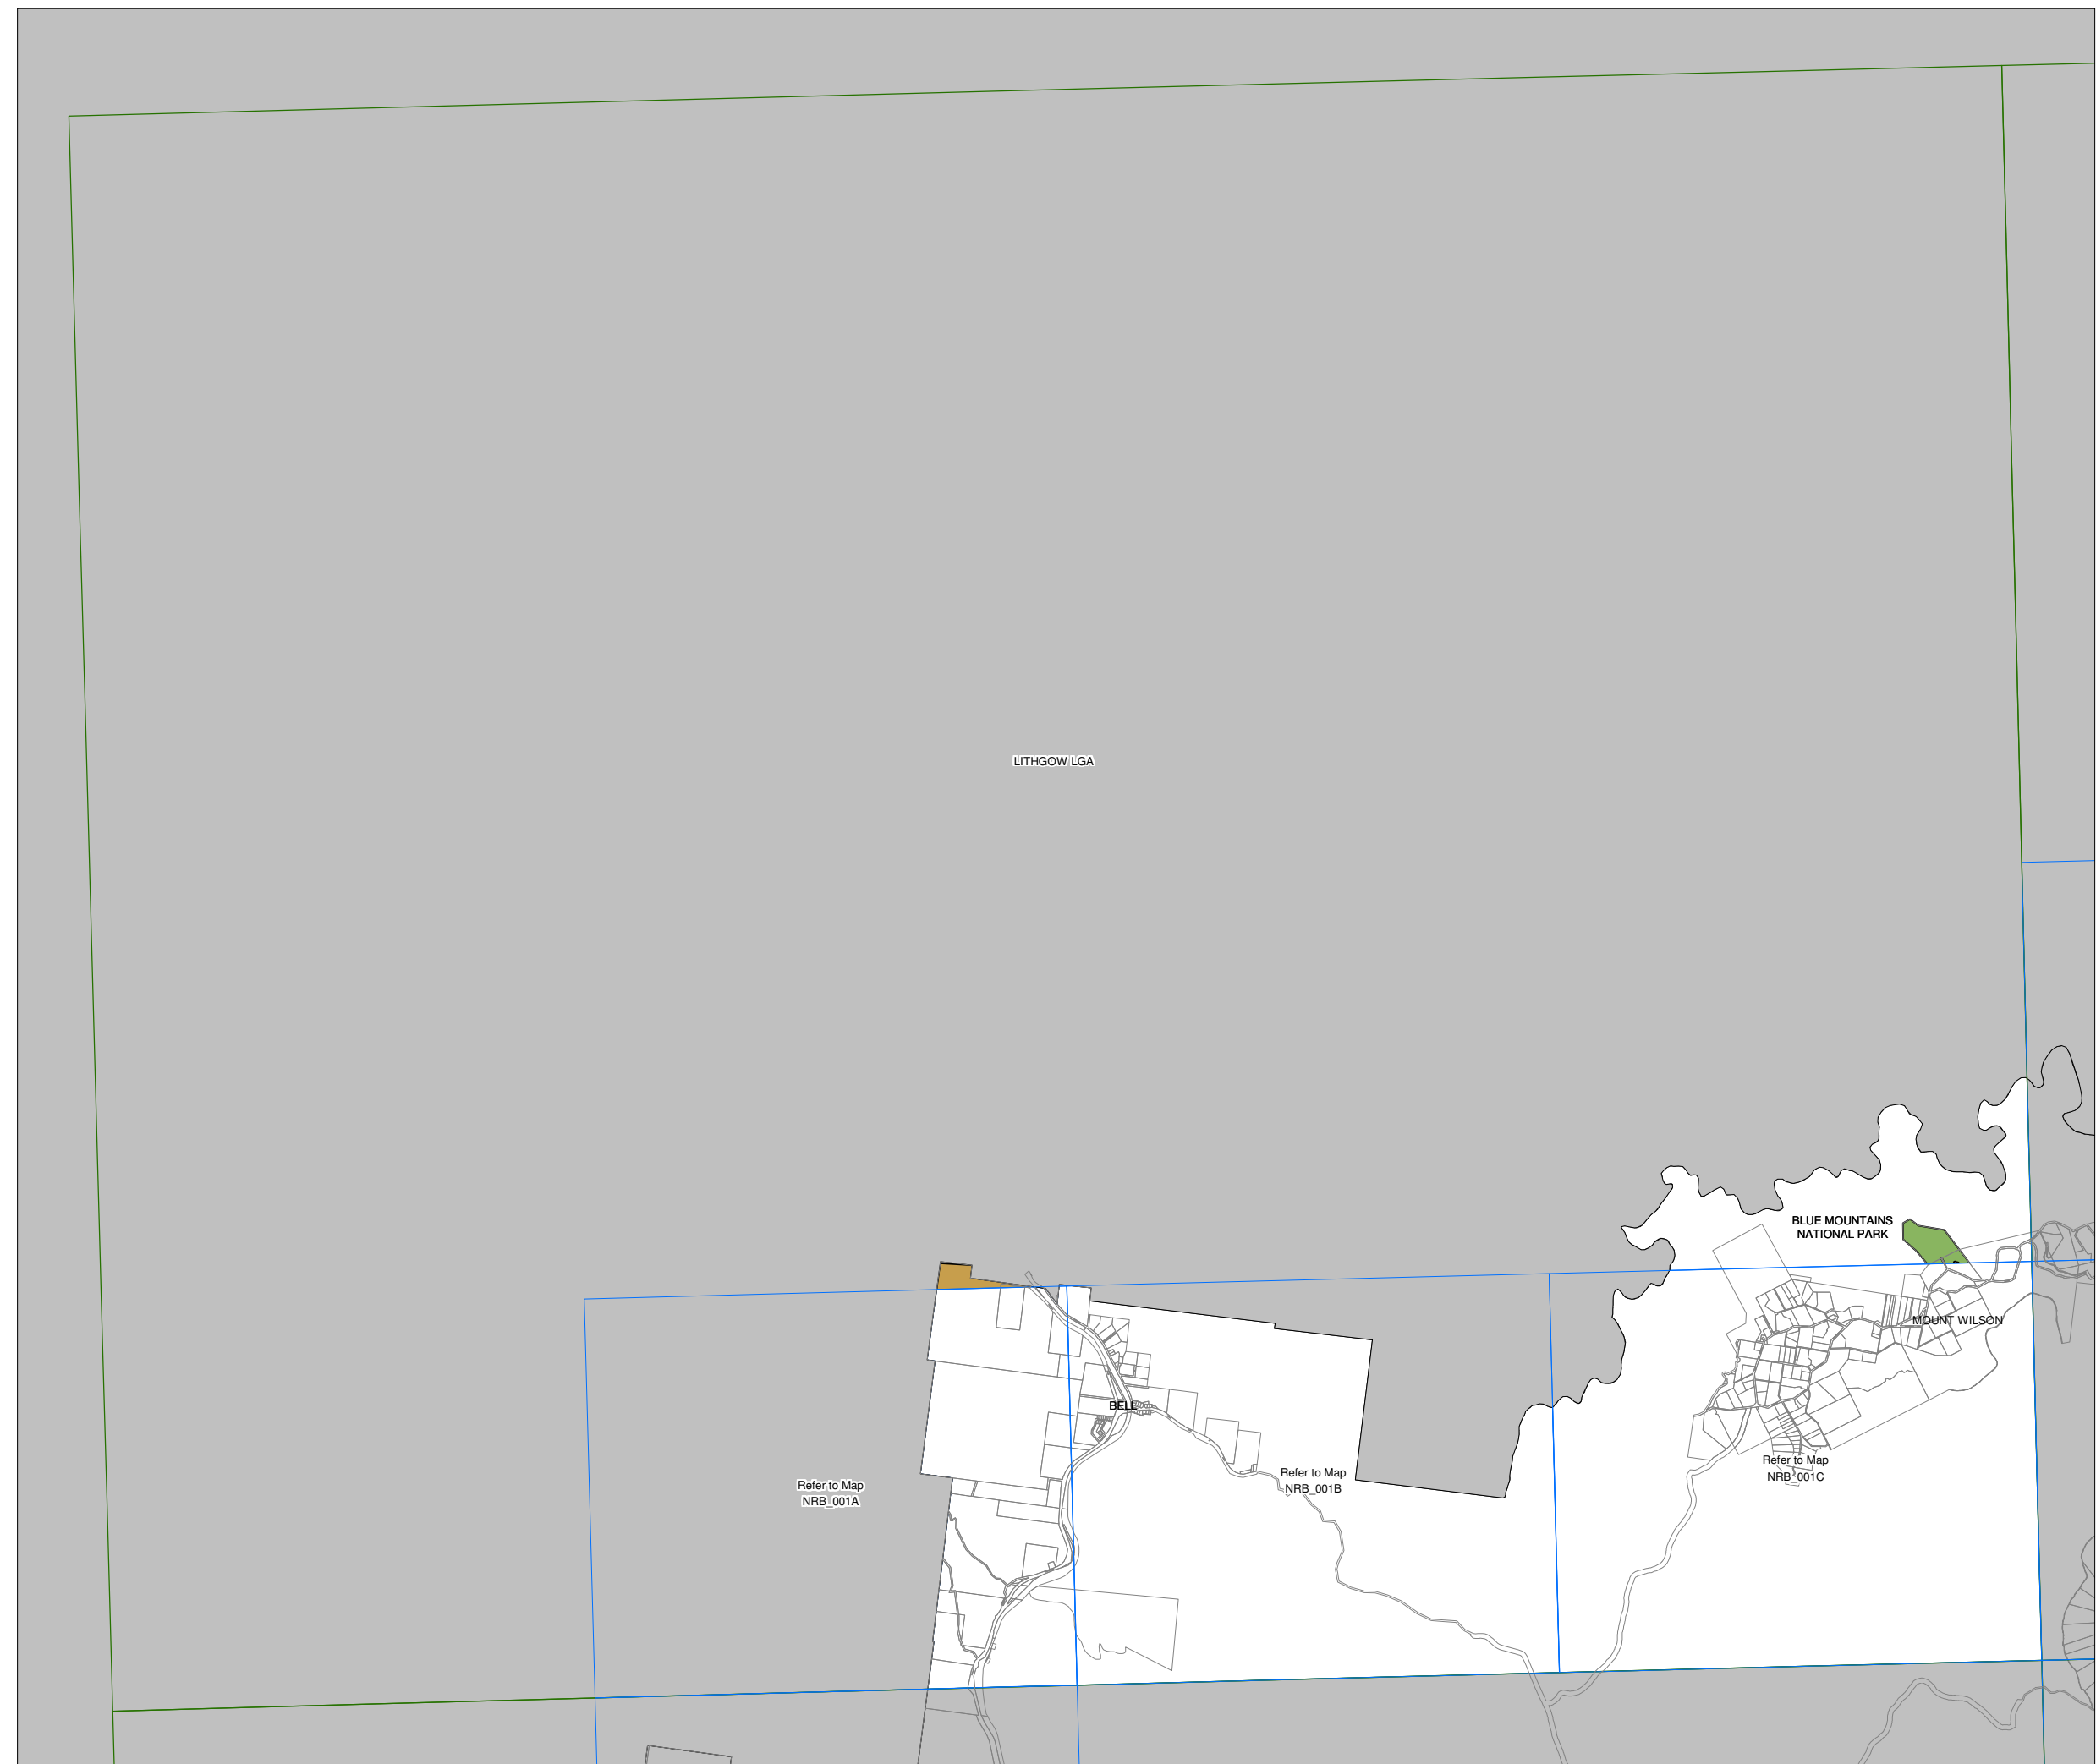 LITHGOW LGA
BLUE MOUNTAINS
NATIONAL PARK
MOUNT WILSON
BELL
Refer to Map
NRB_001C
Refer to Map
NRB_001B
Refer to Map
NRB_001A